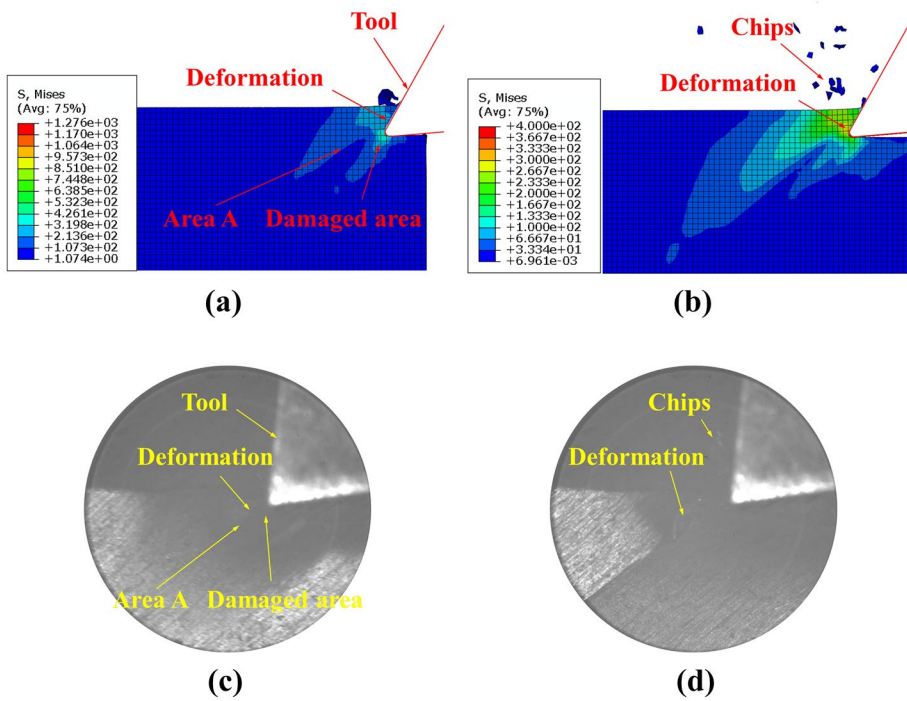 Tool
Deformation
S, Mises
(Avg: 75%)
+1.276e+03
+1.170e+03
+1.064e+03
+9.573e+02
+8.510e+02
+7.448e+02
+6.385e+02
+5.323e+02
+4.261e+02
+3.198e+02
+2.136e+02
+1.073e+02
+1.074e+00
Area A
Damaged area
(a)
Chips
Deformation
S, Mises
(Avg: 75%)
+4.000e+02
+3.667e+02
+3.333e+02
+3.000e+02
+2.667e+02
+2.333e+02
+2.000e+02
+1.667e+02
+1.333e+02
+1.000e+02
+6.667e+01
+3.334e+01
+6.961e-03
(b)
Tool
Deformation
Area A
Damaged area
(c)
Chips
Deformation
(d)